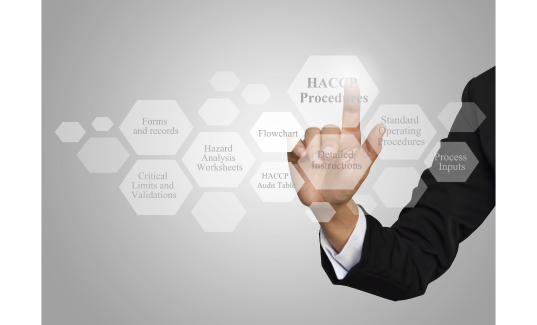 HACCP
Procedures
Forms
and records
Flowchart
Standard
Operating
Procedures
Hazard
Analysis
Worksheets
Detailed
Instructions
Process
Inputs
Critical
Limits and
Validations
HACCP
Audit Table